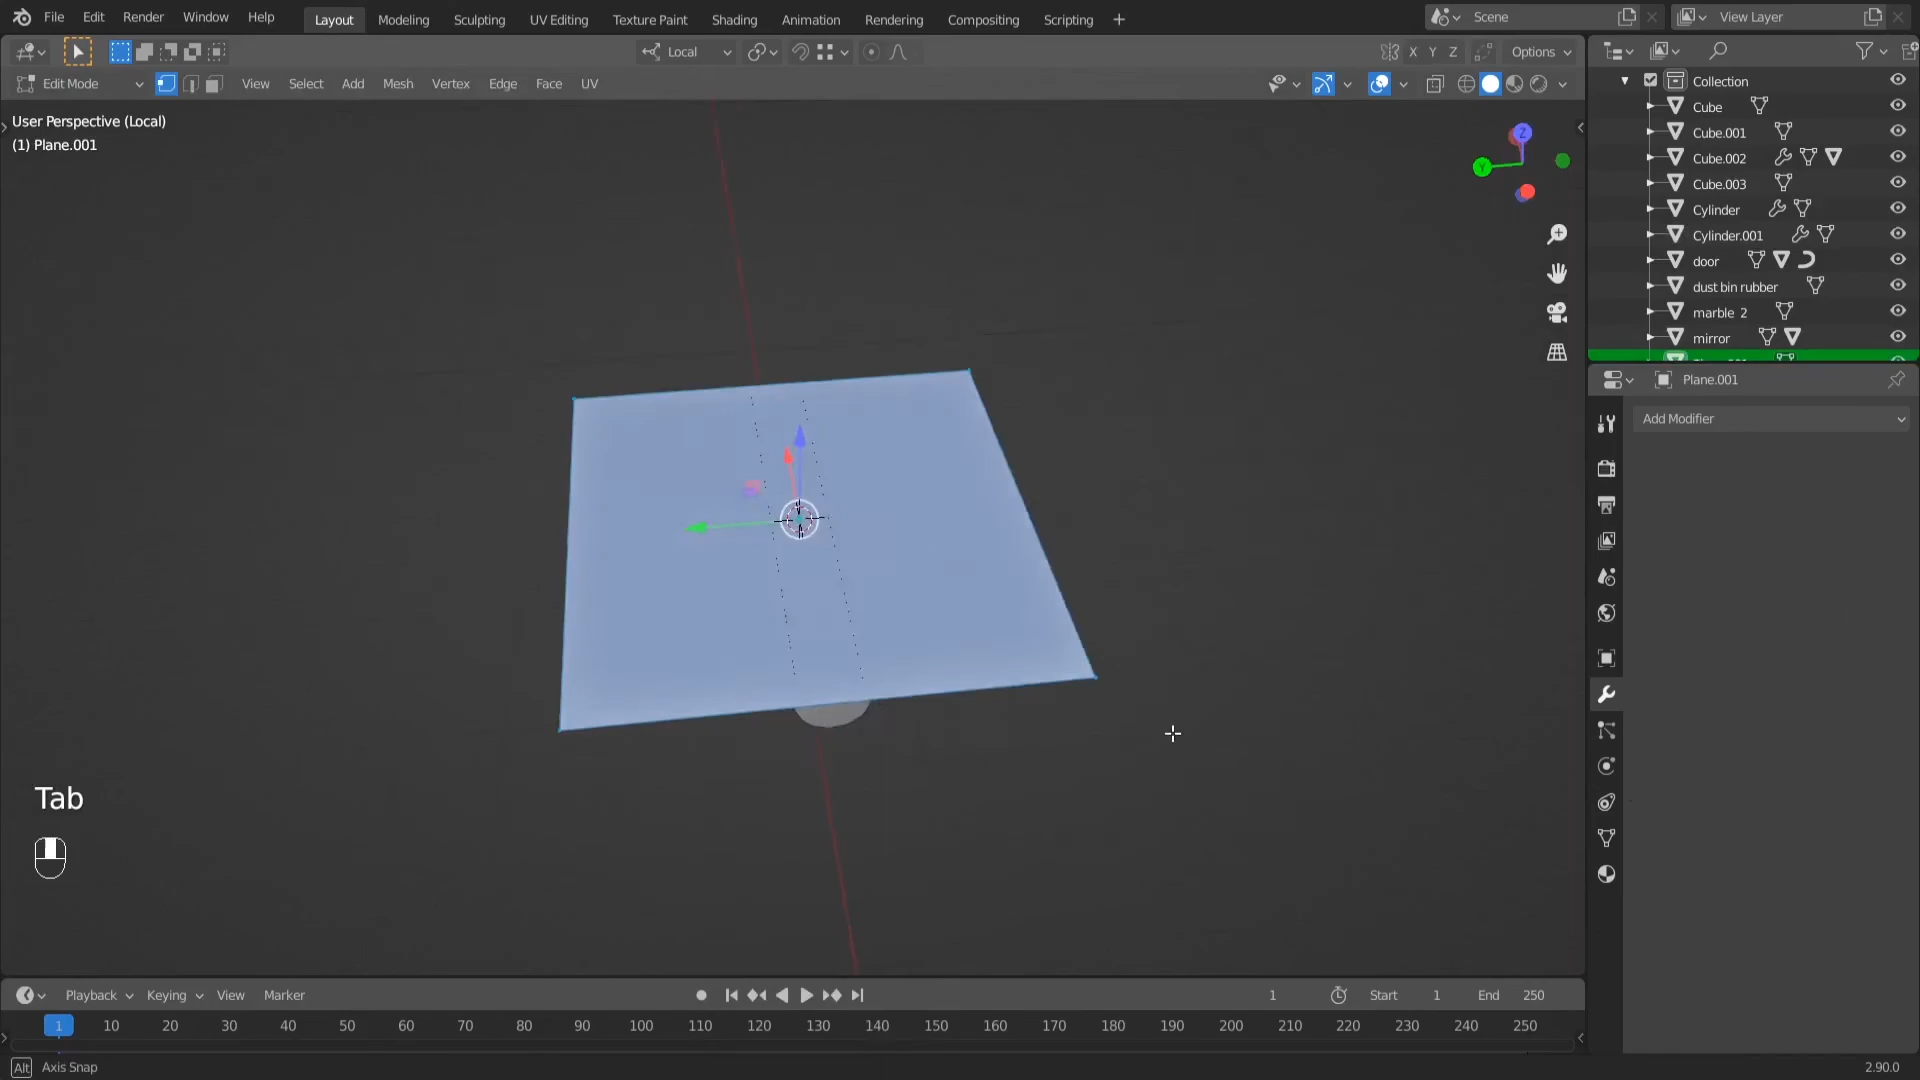 File Edit Render Window Help Layout Modeling Sculpting UV Editing Texture Paint Shading Animation Rendering Compositing Scripting + Scene View Layer
Local X Y Z Options
Edit Mode View Select Add Mesh Vertex Edge Face UV
Collection
Cube
Cube.001
Cube.002
Cube.003
Cylinder
Cylinder.001
door
dust bin rubber
marble 2
mirror
User Perspective (Local)
(1) Plane.001
Z
Y
Plane.001
Add Modifier
Tab
Playback Keying View Marker 1 Start 1 End 250
1 10 20 30 40 50 60 70 80 90 100 110 120 130 140 150 160 170 180 190 200 210 220 230 240 250
Alt Axis Snap 2.90.0